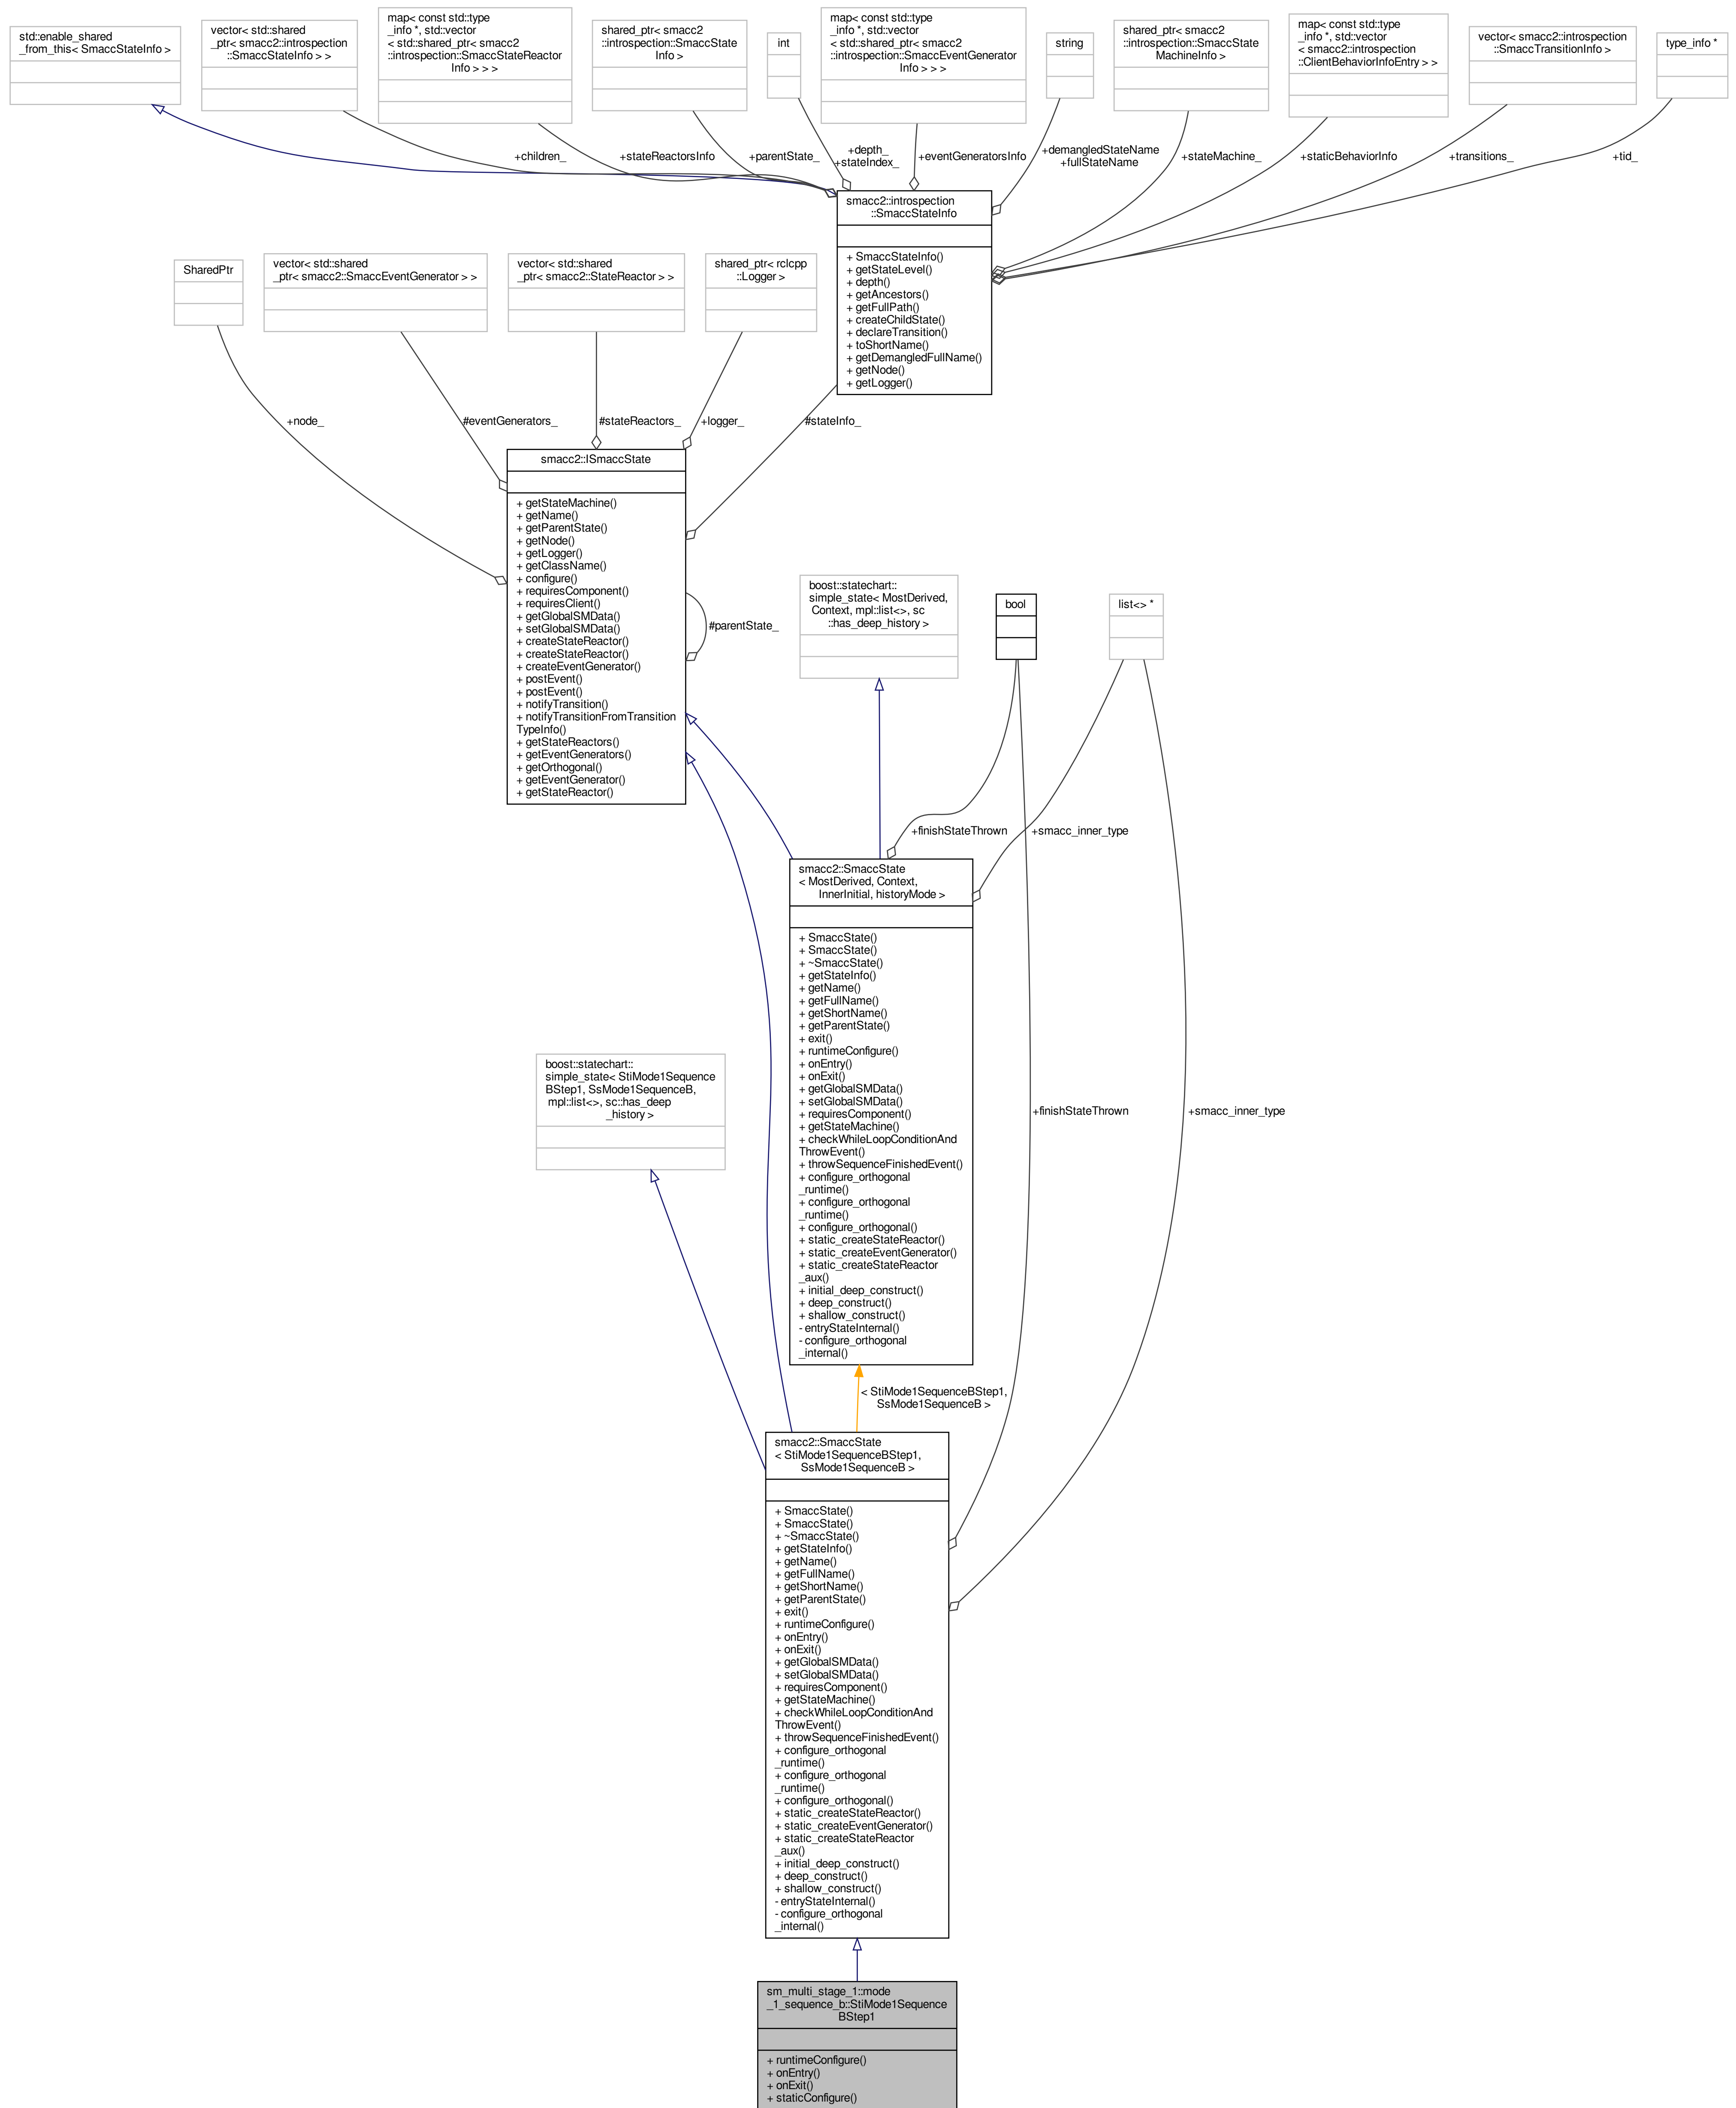 std::enable_shared
_from_this< SmaccStateInfo >
vector< std::shared
_ptr< smacc2::introspection
::SmaccStateInfo > >
map< const std::type
_info *, std::vector
< std::shared_ptr< smacc2
::introspection::SmaccStateReactor
Info > > >
shared_ptr< smacc2
::introspection::SmaccState
Info >
int
map< const std::type
_info *, std::vector
< std::shared_ptr< smacc2
::introspection::SmaccEventGenerator
Info > > >
string
shared_ptr< smacc2
::introspection::SmaccState
MachineInfo >
map< const std::type
_info *, std::vector
< smacc2::introspection
::ClientBehaviorInfoEntry > >
vector< smacc2::introspection
::SmaccTransitionInfo >
type_info *
+children_
+stateReactorsInfo
+parentState_
+depth_
+stateIndex_
+eventGeneratorsInfo
+demangledStateName
+fullStateName
+stateMachine_
+staticBehaviorInfo
+transitions_
+tid_
smacc2::introspection
::SmaccStateInfo
+ SmaccStateInfo()
+ getStateLevel()
+ depth()
+ getAncestors()
+ getFullPath()
+ createChildState()
+ declareTransition()
+ toShortName()
+ getDemangledFullName()
+ getNode()
+ getLogger()
SharedPtr
vector< std::shared
_ptr< smacc2::SmaccEventGenerator > >
vector< std::shared
_ptr< smacc2::StateReactor > >
shared_ptr< rclcpp
::Logger >
+node_
#eventGenerators_
#stateReactors_
+logger_
#stateInfo_
smacc2::ISmaccState
+ getStateMachine()
+ getName()
+ getParentState()
+ getNode()
+ getLogger()
+ getClassName()
+ configure()
+ requiresComponent()
+ requiresClient()
+ getGlobalSMData()
+ setGlobalSMData()
+ createStateReactor()
+ createStateReactor()
+ createEventGenerator()
+ postEvent()
+ postEvent()
+ notifyTransition()
+ notifyTransitionFromTransition
TypeInfo()
+ getStateReactors()
+ getEventGenerators()
+ getOrthogonal()
+ getEventGenerator()
+ getStateReactor()
#parentState_
boost::statechart::
simple_state< MostDerived,
Context, mpl::list<>, sc
::has_deep_history >
bool
list<> *
+finishStateThrown
+smacc_inner_type
smacc2::SmaccState
< MostDerived, Context,
InnerInitial, historyMode >
+ SmaccState()
+ SmaccState()
+ ~SmaccState()
+ getStateInfo()
+ getName()
+ getFullName()
+ getShortName()
+ getParentState()
+ exit()
+ runtimeConfigure()
+ onEntry()
+ onExit()
+ getGlobalSMData()
+ setGlobalSMData()
+ requiresComponent()
+ getStateMachine()
+ checkWhileLoopConditionAnd
ThrowEvent()
+ throwSequenceFinishedEvent()
+ configure_orthogonal
_runtime()
+ configure_orthogonal
_runtime()
+ configure_orthogonal()
+ static_createStateReactor()
+ static_createEventGenerator()
+ static_createStateReactor
_aux()
+ initial_deep_construct()
+ deep_construct()
+ shallow_construct()
- entryStateInternal()
- configure_orthogonal
_internal()
boost::statechart::
simple_state< StiMode1Sequence
BStep1, SsMode1SequenceB,
mpl::list<>, sc::has_deep
_history >
+finishStateThrown
+smacc_inner_type
< StiMode1SequenceBStep1,
SsMode1SequenceB >
smacc2::SmaccState
< StiMode1SequenceBStep1,
SsMode1SequenceB >
+ SmaccState()
+ SmaccState()
+ ~SmaccState()
+ getStateInfo()
+ getName()
+ getFullName()
+ getShortName()
+ getParentState()
+ exit()
+ runtimeConfigure()
+ onEntry()
+ onExit()
+ getGlobalSMData()
+ setGlobalSMData()
+ requiresComponent()
+ getStateMachine()
+ checkWhileLoopConditionAnd
ThrowEvent()
+ throwSequenceFinishedEvent()
+ configure_orthogonal
_runtime()
+ configure_orthogonal
_runtime()
+ configure_orthogonal()
+ static_createStateReactor()
+ static_createEventGenerator()
+ static_createStateReactor
_aux()
+ initial_deep_construct()
+ deep_construct()
+ shallow_construct()
- entryStateInternal()
- configure_orthogonal
_internal()
sm_multi_stage_1::mode
_1_sequence_b::StiMode1Sequence
BStep1
+ runtimeConfigure()
+ onEntry()
+ onExit()
+ staticConfigure()